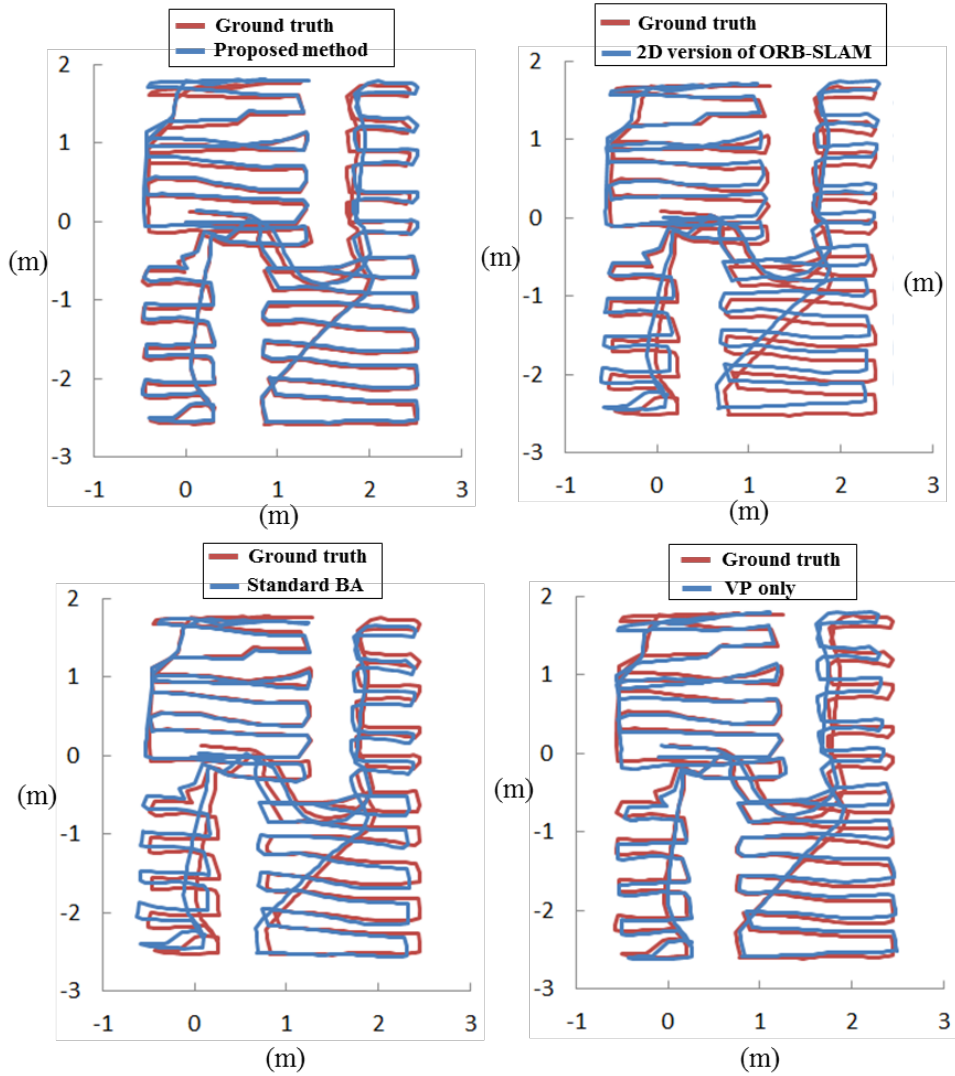 Ground truth
Proposed method
2
1
0
-1
-2
-3
(m)
-1 0 1 2 3
(m)
Ground truth
2D version of ORB-SLAM
2
1
0
-1
-2
-3
(m)
-1 0 1 2 3
(m)
(m)
Ground truth
Standard BA
2
1
0
-1
-2
-3
(m)
-1 0 1 2 3
(m)
Ground truth
VP only
2
1
0
-1
-2
-3
(m)
-1 0 1 2 3
(m)